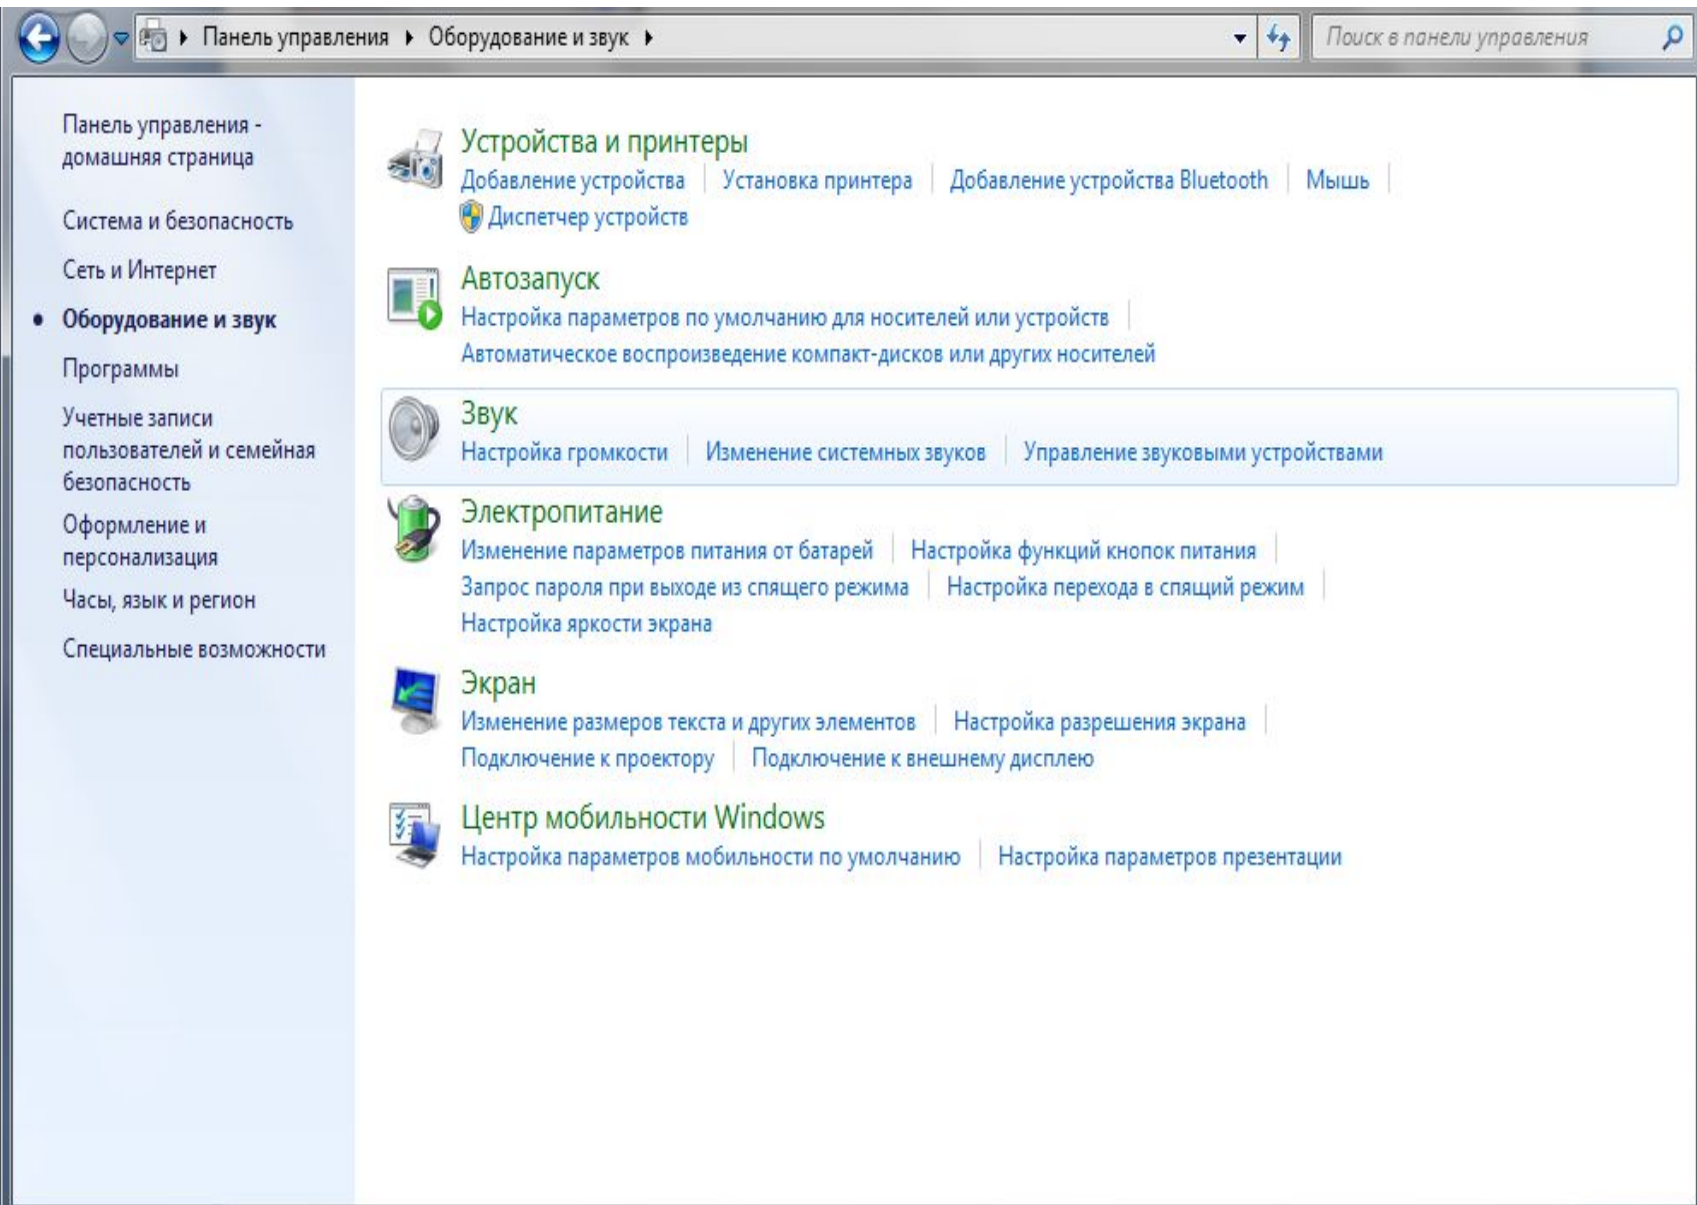 Панель управления Оборудование и звук
Поиск в панели управления
Панель управления -
домашняя страница
Система и безопасность
Сеть и Интернет
Оборудование и звук
Программы
Учетные записи
пользователей и семейная
безопасность
Оформление и
персонализация
Часы, язык и регион
Специальные возможности
Устройства и принтеры
Добавление устройства Установка принтера Добавление устройства Bluetooth Мышь
Диспетчер устройств
Автозапуск
Настройка параметров по умолчанию для носителей или устройств
Автоматическое воспроизведение компакт-дисков или других носителей
Звук
Настройка громкости Изменение системных звуков Управление звуковыми устройствами
Электропитание
Изменение параметров питания от батарей Настройка функций кнопок питания
Запрос пароля при выходе из спящего режима Настройка перехода в спящий режим
Настройка яркости экрана
Экран
Изменение размеров текста и других элементов Настройка разрешения экрана
Подключение к проектору Подключение к внешнему дисплею
Центр мобильности Windows
Настройка параметров мобильности по умолчанию Настройка параметров презентации